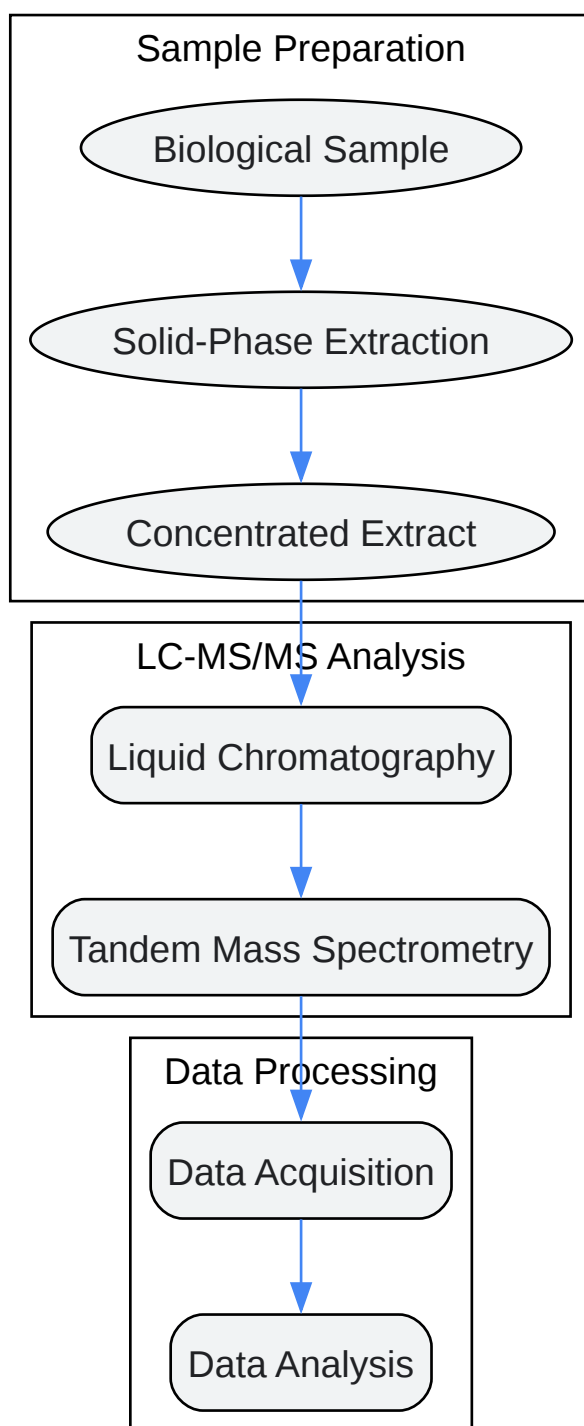 Sample Preparation
Biological Sample
Solid-Phase Extraction
Concentrated Extract
LC-MS/MS Analysis
Liquid Chromatography
Tandem Mass Spectrometry
Data Processing
Data Acquisition
Data Analysis